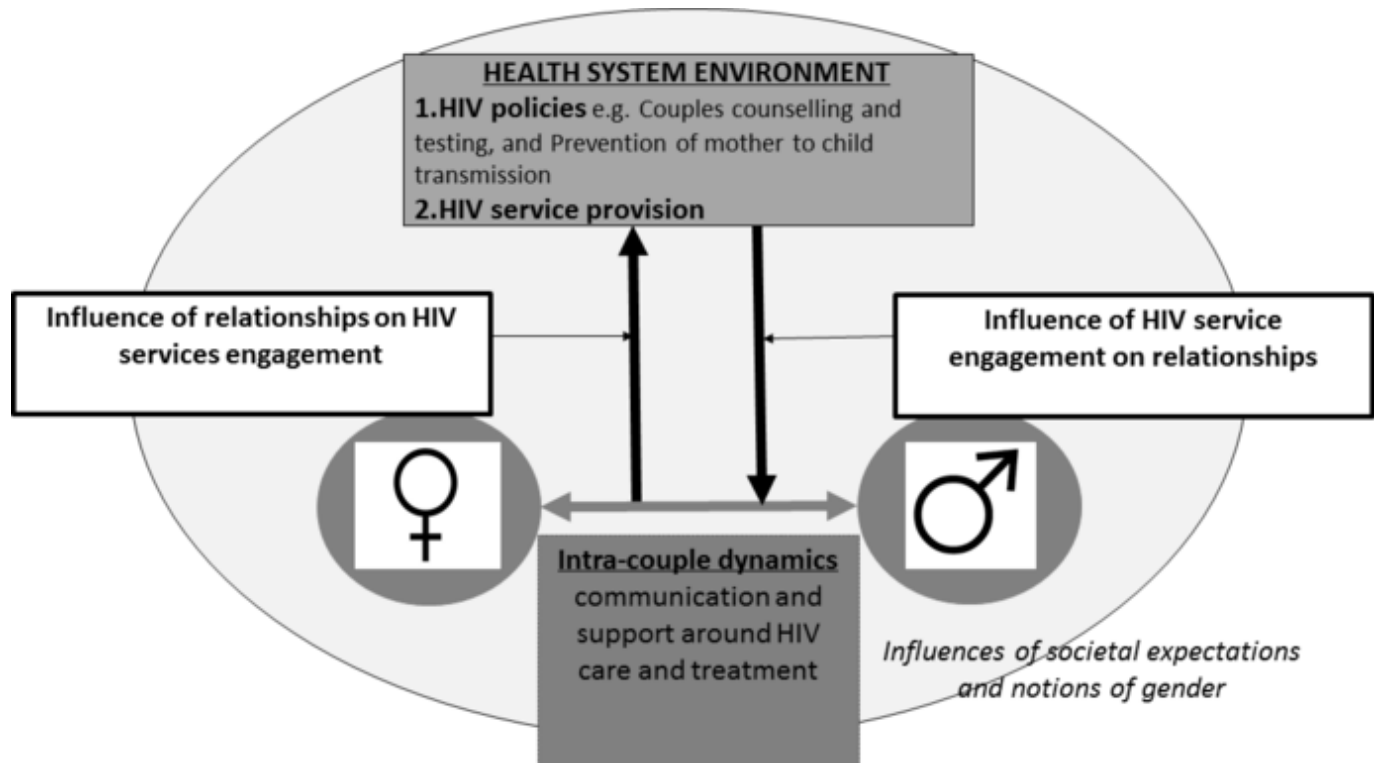 HEALTH SYSTEM ENVIRONMENT
1.HIV policies e.g. Couples counselling and
testing, and Prevention of mother to child
transmission
2.HIV service provision
Influence of relationships on HIV
services engagement
Influence of HIV service
engagement on relationships
Intra-couple dynamics
communication and
support around HIV
care and treatment
Influences of societal expectations
and notions of gender